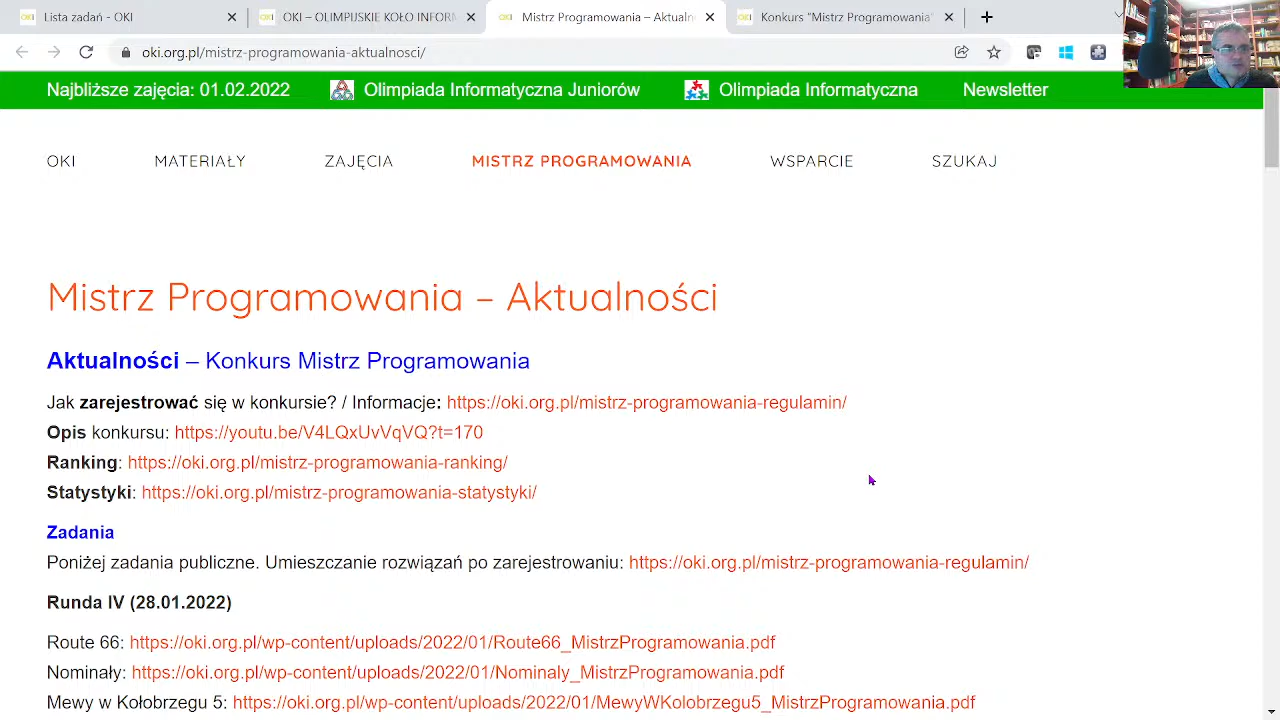 Lista zadań - OKI
OKI – OLIMPIJSKIE KOŁO INFORM
Mistrz Programowania – Aktualn
Konkurs "Mistrz Programowania"
oki.org.pl/mistrz-programowania-aktualnosci/
Najbliższe zajęcia: 01.02.2022 Olimpiada Informatyczna Juniorów Olimpiada Informatyczna Newsletter
OKI MATERIAŁY ZAJĘCIA MISTRZ PROGRAMOWANIA WSPARCIE SZUKAJ
Mistrz Programowania – Aktualności
Aktualności – Konkurs Mistrz Programowania
Jak zarejestrować się w konkursie? / Informacje: https://oki.org.pl/mistrz-programowania-regulamin/
Opis konkursu: https://youtu.be/V4LQxUvVqVQ?t=170
Ranking: https://oki.org.pl/mistrz-programowania-ranking/
Statystyki: https://oki.org.pl/mistrz-programowania-statystyki/
Zadania
Poniżej zadania publiczne. Umieszczanie rozwiązań po zarejestrowaniu: https://oki.org.pl/mistrz-programowania-regulamin/
Runda IV (28.01.2022)
Route 66: https://oki.org.pl/wp-content/uploads/2022/01/Route66_MistrzProgramowania.pdf
Nominały: https://oki.org.pl/wp-content/uploads/2022/01/Nominaly_MistrzProgramowania.pdf
Mewy w Kołobrzegu 5: https://oki.org.pl/wp-content/uploads/2022/01/MewyWKolobrzegu5_MistrzProgramowania.pdf